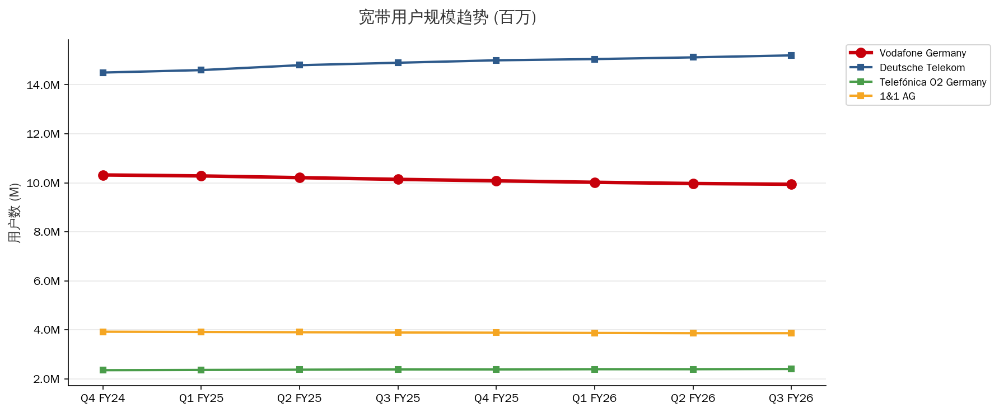 宽带用户规模趋势 (百万)
用户数 (M)
14.0M
12.0M
10.0M
8.0M
6.0M
4.0M
2.0M
Q4 FY24
Q1 FY25
Q2 FY25
Q3 FY25
Q4 FY25
Q1 FY26
Q2 FY26
Q3 FY26
Vodafone Germany
Deutsche Telekom
Telefónica O2 Germany
1&1 AG